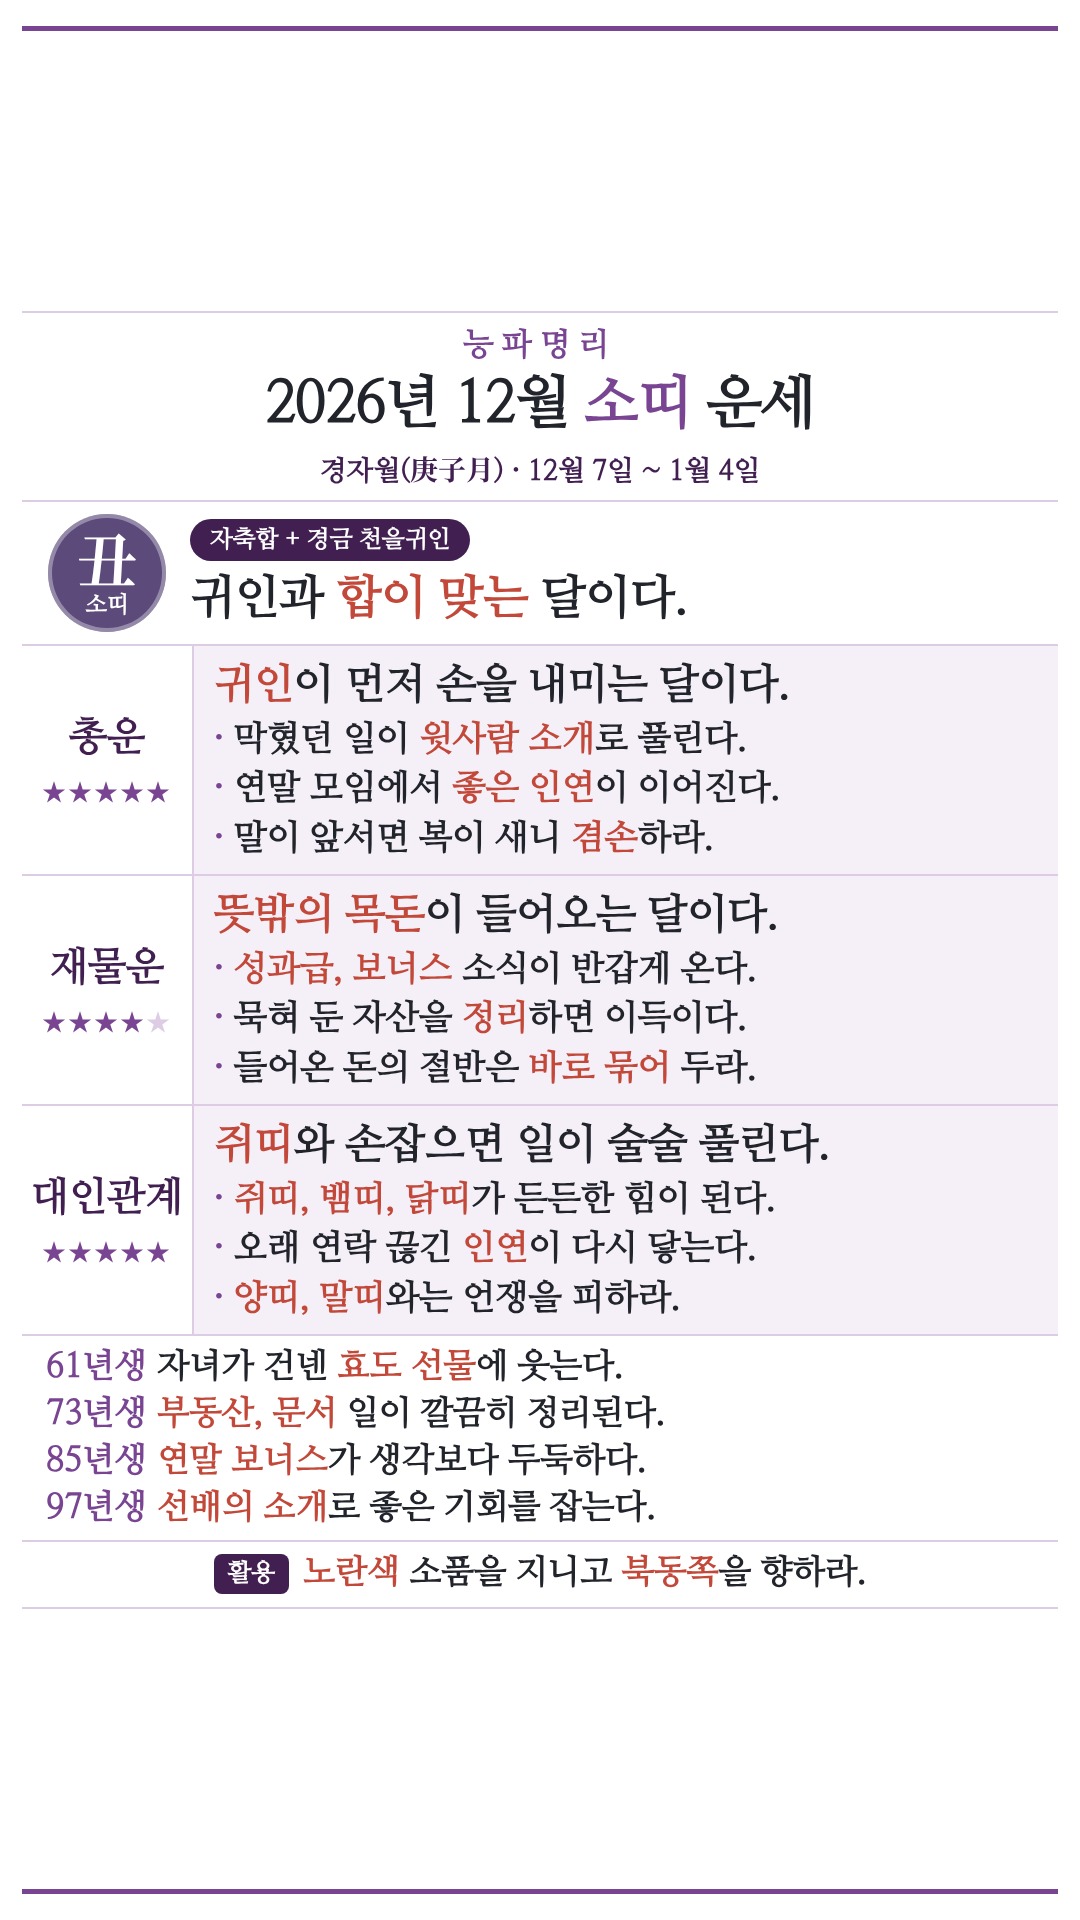 능파명리
2026년 12월 소띠 운세
경자월(庚子月) · 12월 7일 ~ 1월 4일
丑
소띠
자축합 + 경금 천을귀인
귀인과 합이 맞는 달이다.
총운
★★★★★
귀인이 먼저 손을 내미는 달이다.
· 막혔던 일이 윗사람 소개로 풀린다.
· 연말 모임에서 좋은 인연이 이어진다.
· 말이 앞서면 복이 새니 겸손하라.
재물운
★★★★★
뜻밖의 목돈이 들어오는 달이다.
· 성과급, 보너스 소식이 반갑게 온다.
· 묵혀 둔 자산을 정리하면 이득이다.
· 들어온 돈의 절반은 바로 묶어 두라.
대인관계
★★★★★
쥐띠와 손잡으면 일이 술술 풀린다.
· 쥐띠, 뱀띠, 닭띠가 든든한 힘이 된다.
· 오래 연락 끊긴 인연이 다시 닿는다.
· 양띠, 말띠와는 언쟁을 피하라.
61년생 자녀가 건넨 효도 선물에 웃는다.
73년생 부동산, 문서 일이 깔끔히 정리된다.
85년생 연말 보너스가 생각보다 두둑하다.
97년생 선배의 소개로 좋은 기회를 잡는다.
활용 노란색 소품을 지니고 북동쪽을 향하라.